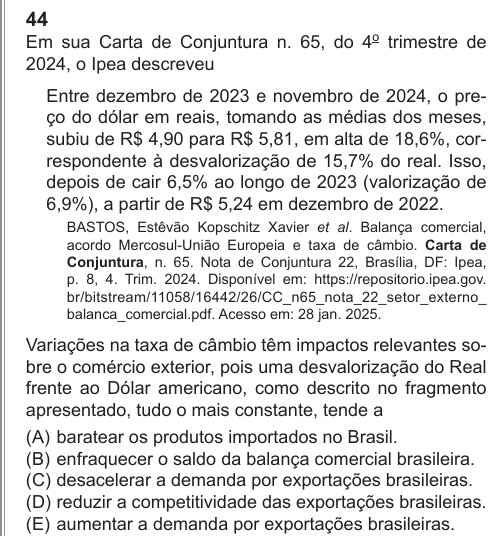 44
Em sua Carta de Conjuntura n. 65, do 4º trimestre de
2024, o Ipea descreveu
Entre dezembro de 2023 e novembro de 2024, o pre-
ço do dólar em reais, tomando as médias dos meses,
subiu de R$ 4,90 para R$ 5,81, em alta de 18,6%, cor-
respondente à desvalorização de 15,7% do real. Isso,
depois de cair 6,5% ao longo de 2023 (valorização de
6,9%), a partir de R$ 5,24 em dezembro de 2022.
BASTOS, Estêvão Kopschitz Xavier et al. Balança comercial,
acordo Mercosul-União Europeia e taxa de câmbio. Carta de
Conjuntura, n. 65. Nota de Conjuntura 22, Brasília, DF: Ipea,
p. 8, 4. Trim. 2024. Disponível em: https://repositorio.ipea.gov.
br/bitstream/11058/16442/26/CC_n65_nota_22_setor_externo_
balanca_comercial.pdf. Acesso em: 28 jan. 2025.
Variações na taxa de câmbio têm impactos relevantes so-
bre o comércio exterior, pois uma desvalorização do Real
frente ao Dólar americano, como descrito no fragmento
apresentado, tudo o mais constante, tende a
(A) baratear os produtos importados no Brasil.
(B) enfraquecer o saldo da balança comercial brasileira.
(C) desacelerar a demanda por exportações brasileiras.
(D) reduzir a competitividade das exportações brasileiras.
(E) aumentar a demanda por exportações brasileiras.